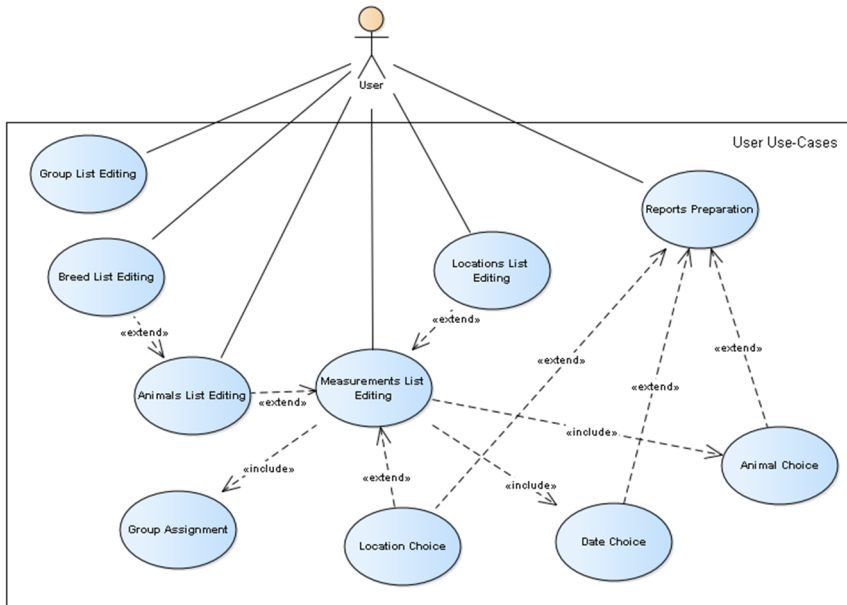 User
User Use-Cases
Group List Editing
Reports Preparation
Breed List Editing
Locations List
Editing
«extend»
«extend»
«extend»
Animals List Editing
Measurements List
Editing
«extend»
«extend»
«extend»
«include»
Animal Choice
«include»
«extend»
«include»
Group Assignment
Location Choice
Date Choice